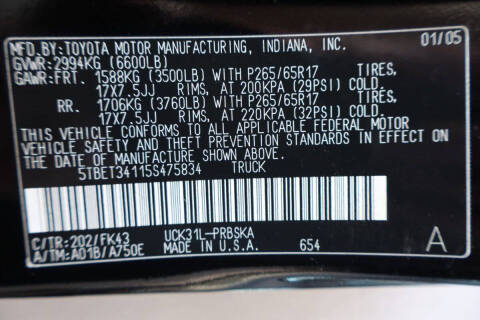 MFD.BY:TOYOTA MOTOR MANUFACTURING, INDIANA, INC. 01/05
GVWR:2994KG (6600LB)
GAWR:FRT. 1588KG (3500LB) WITH P265/65R17 TIRES,
17X7.5JJ RIMS, AT 200KPA (29PSI) COLD.
RR. 1706KG (3760LB) WITH P265/65R17 TIRES,
17X7.5JJ RIMS, AT 220KPA (32PSI) COLD.
THIS VEHICLE CONFORMS TO ALL APPLICABLE FEDERAL MOTOR
VEHICLE SAFETY AND THEFT PREVENTION STANDARDS IN EFFECT ON
THE DATE OF MANUFACTURE SHOWN ABOVE.
5TBET34115S475834 TRUCK
C/TR:202/FK43 UCK31L-PRBSKA
A/TM:A01B/A750E MADE IN U.S.A. 654 A